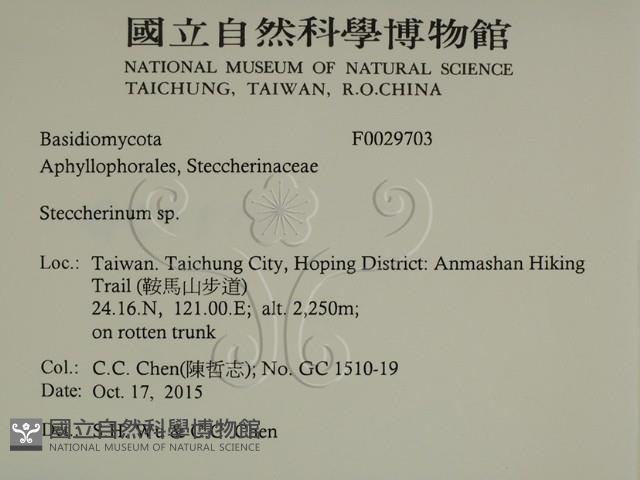 國立自然科學博物館
NATIONAL MUSEUM OF NATURAL SCIENCE
TAICHUNG, TAIWAN, R.O.CHINA
Basidiomycota F0029703
Aphyllophorales, Steccherinaceae
Steccherinum sp.
Loc.: Taiwan. Taichung City, Hoping District: Anmashan Hiking
Trail (鞍馬山步道)
24.16.N, 121.00.E; alt. 2,250m;
on rotten trunk
Col.: C.C. Chen(陳哲志); No. GC 1510-19
Date: Oct. 17, 2015
Det.: S.H. Wu & C.C. Chen
國立自然科學博物館
NATIONAL MUSEUM OF NATURAL SCIENCE